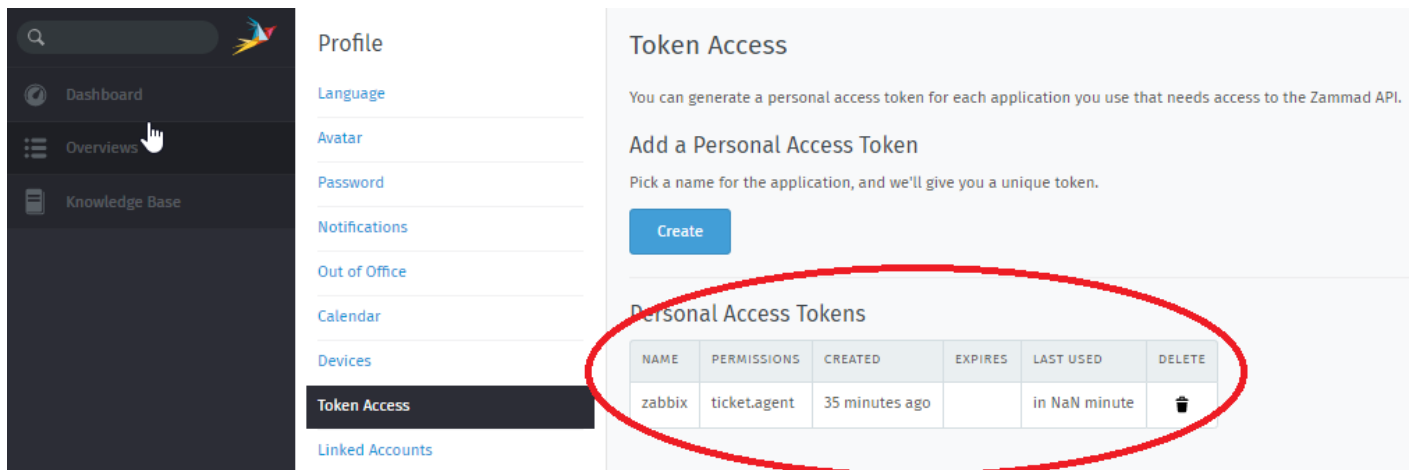 Dashboard
Overviews
Knowledge Base
Profile
Language
Avatar
Password
Notifications
Out of Office
Calendar
Devices
Token Access
Linked Accounts
Token Access
You can generate a personal access token for each application you use that needs access to the Zammad API.
Add a Personal Access Token
Pick a name for the application, and we'll give you a unique token.
Create
Personal Access Tokens
NAME PERMISSIONS CREATED EXPIRES LAST USED DELETE
zabbix ticket.agent 35 minutes ago in NaN minute